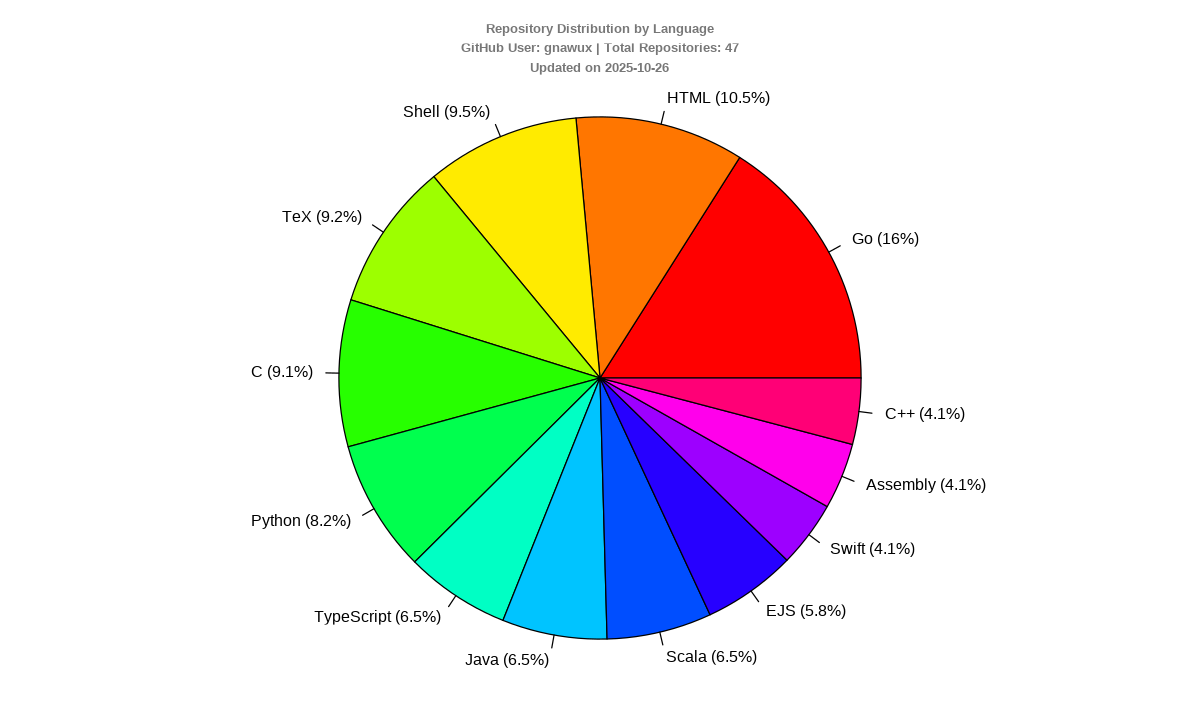 Repository Distribution by Language
GitHub User: gnawux | Total Repositories: 47
Updated on 2025-10-26
HTML (10.5%)
Shell (9.5%)
TeX (9.2%)
Go (16%)
C (9.1%)
C++ (4.1%)
Assembly (4.1%)
Python (8.2%)
Swift (4.1%)
EJS (5.8%)
TypeScript (6.5%)
Java (6.5%)
Scala (6.5%)